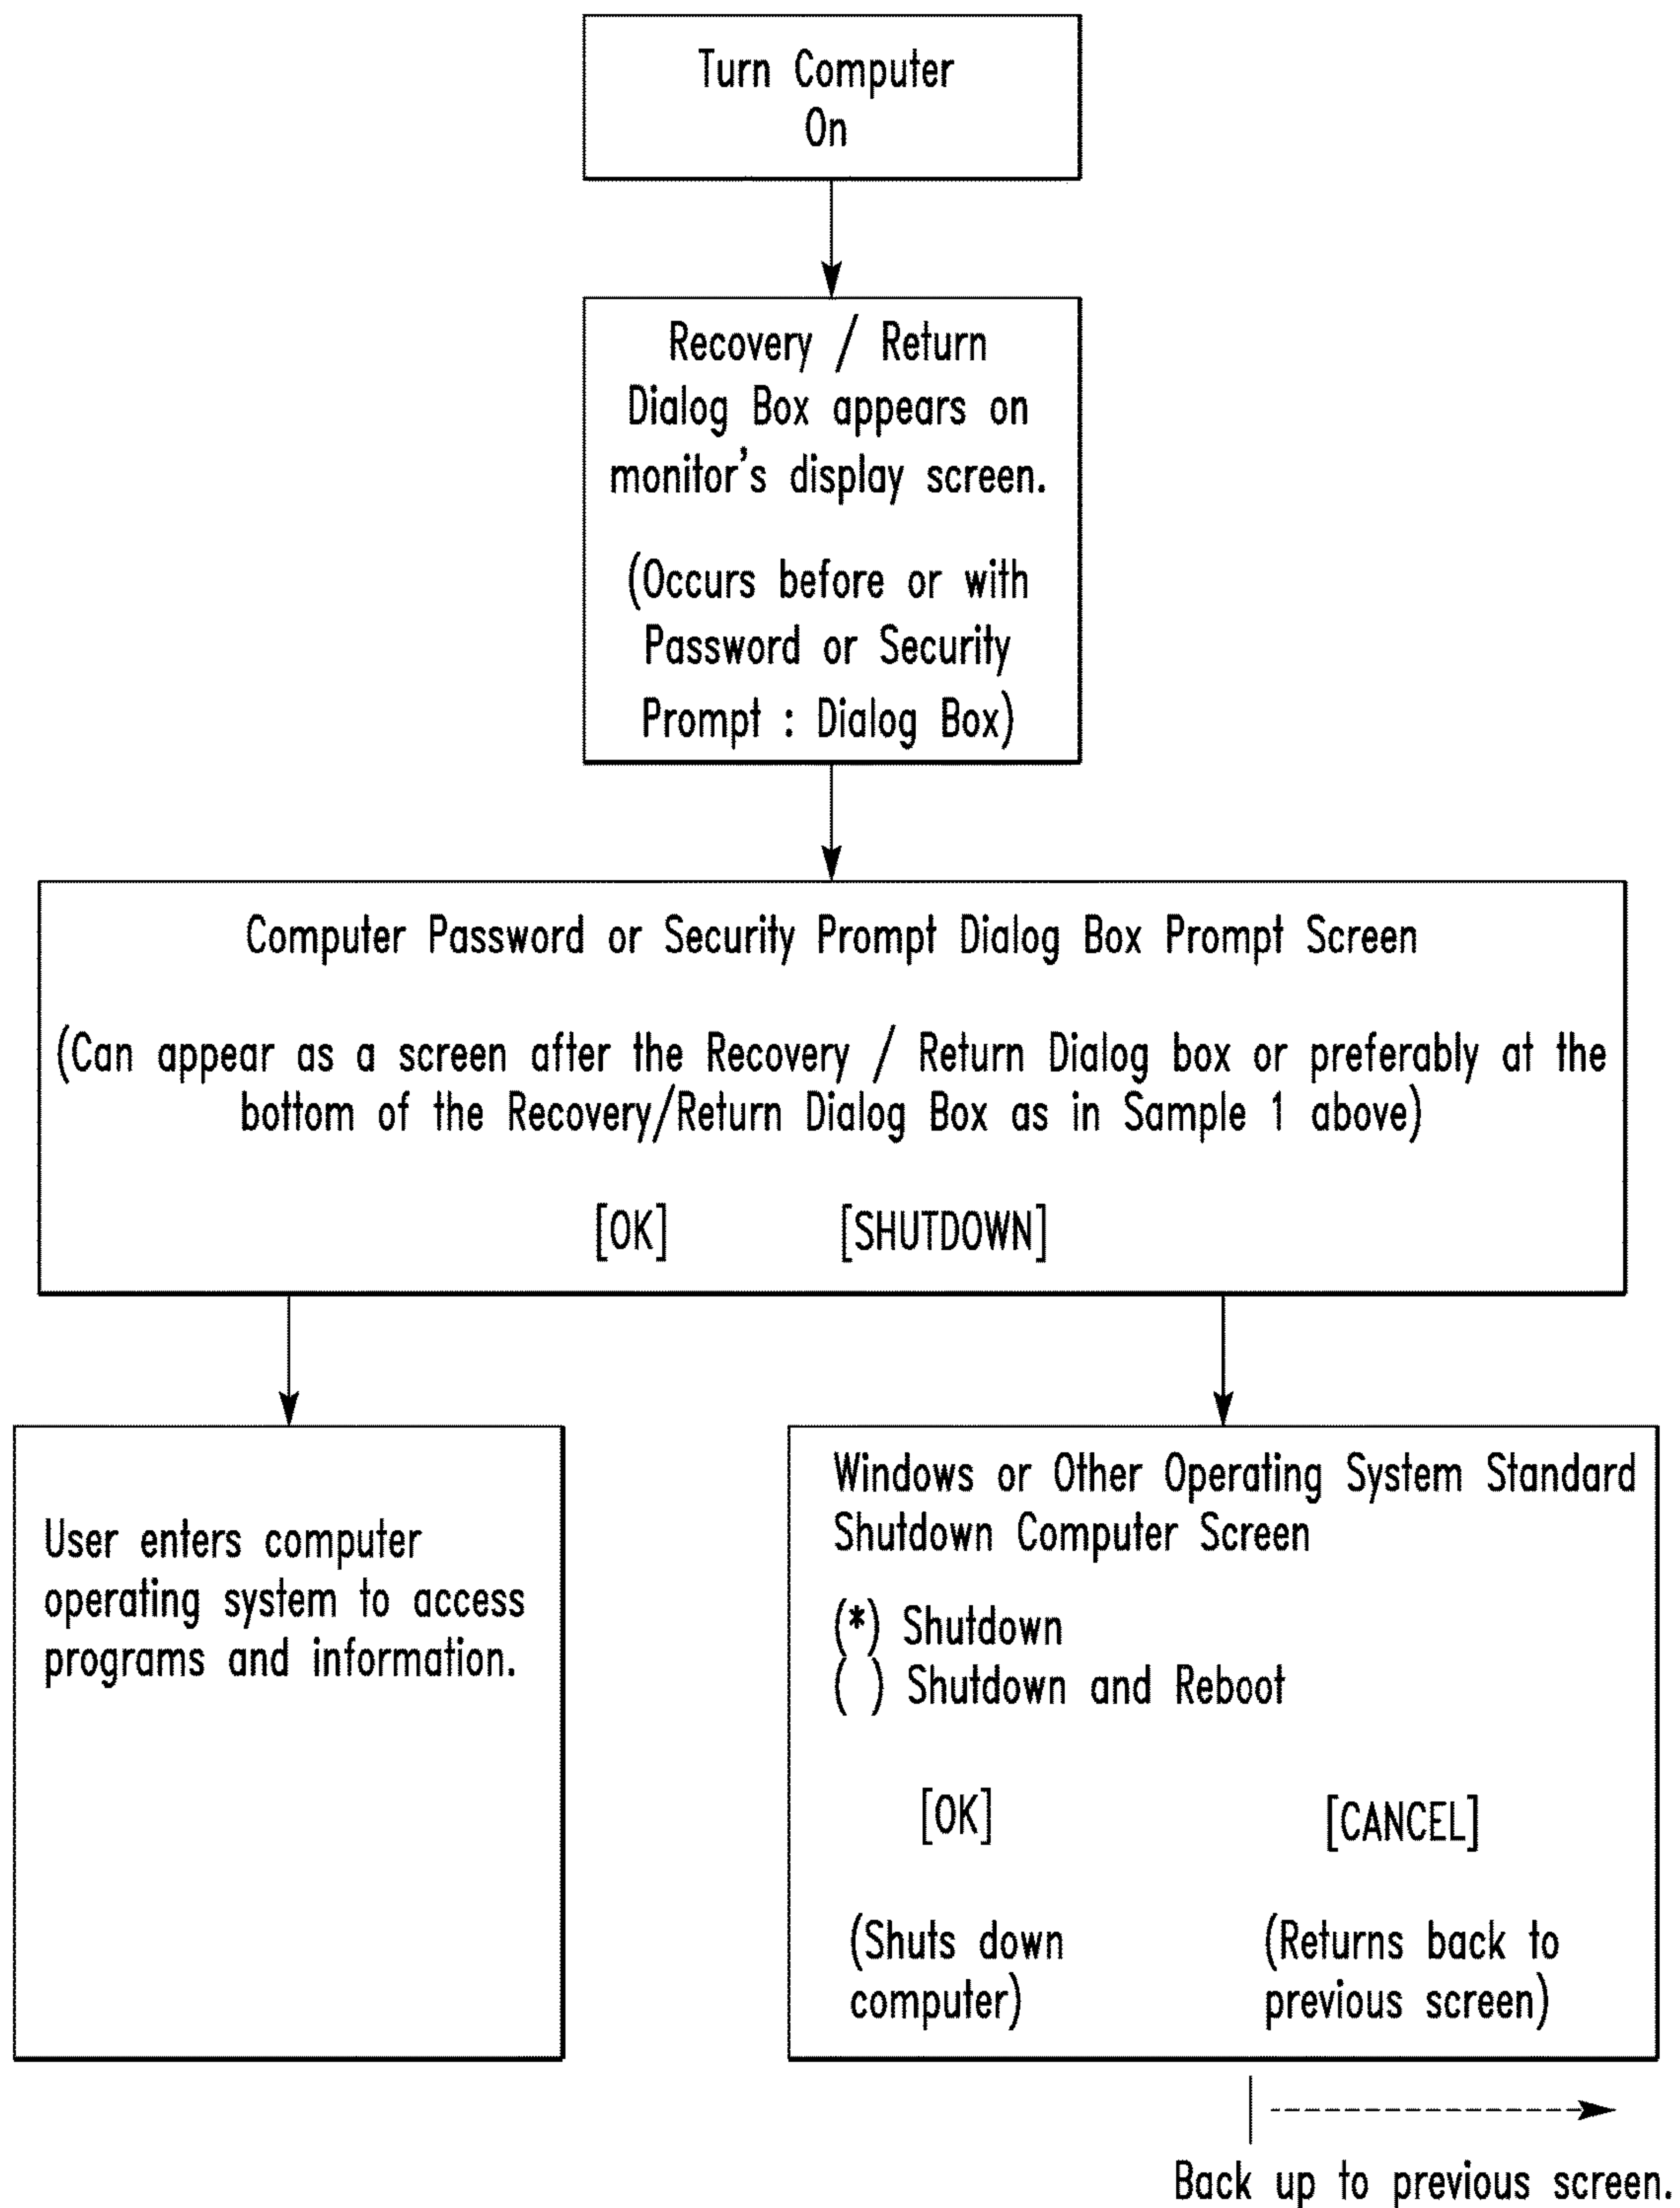 Turn Computer
On
Recovery / Return
Dialog Box appears on
monitor's display screen.
(Occurs before or with
Password or Security
Prompt : Dialog Box)
Computer Password or Security Prompt Dialog Box Prompt Screen
(Can appear as a screen after the Recovery / Return Dialog box or preferably at the
bottom of the Recovery/Return Dialog Box as in Sample 1 above)
[OK] [SHUTDOWN]
User enters computer
operating system to access
programs and information.
Windows or Other Operating System Standard
Shutdown Computer Screen
(*) Shutdown
( ) Shutdown and Reboot
[OK] [CANCEL]
(Shuts down
computer)
(Returns back to
previous screen)
Back up to previous screen.